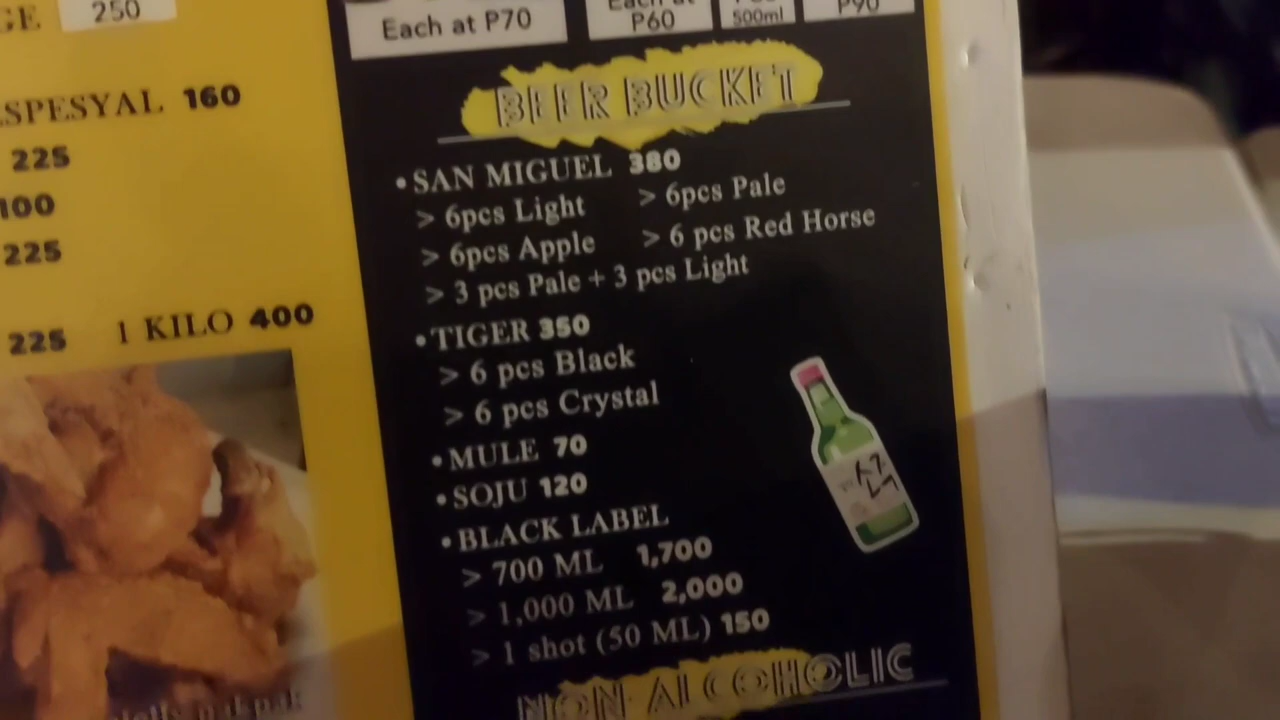 250
ESPESYAL 160
225
100
225
225 1 KILO 400
Each at P70
Each at
P60
500ml
P90
BEER BUCKET
•SAN MIGUEL 380
> 6pcs Light > 6pcs Pale
> 6pcs Apple > 6 pcs Red Horse
> 3 pcs Pale + 3 pcs Light
•TIGER 350
> 6 pcs Black
> 6 pcs Crystal
•MULE 70
•SOJU 120
•BLACK LABEL
> 700 ML 1,700
> 1,000 ML 2,000
> 1 shot (50 ML) 150
NON-ALCOHOLIC